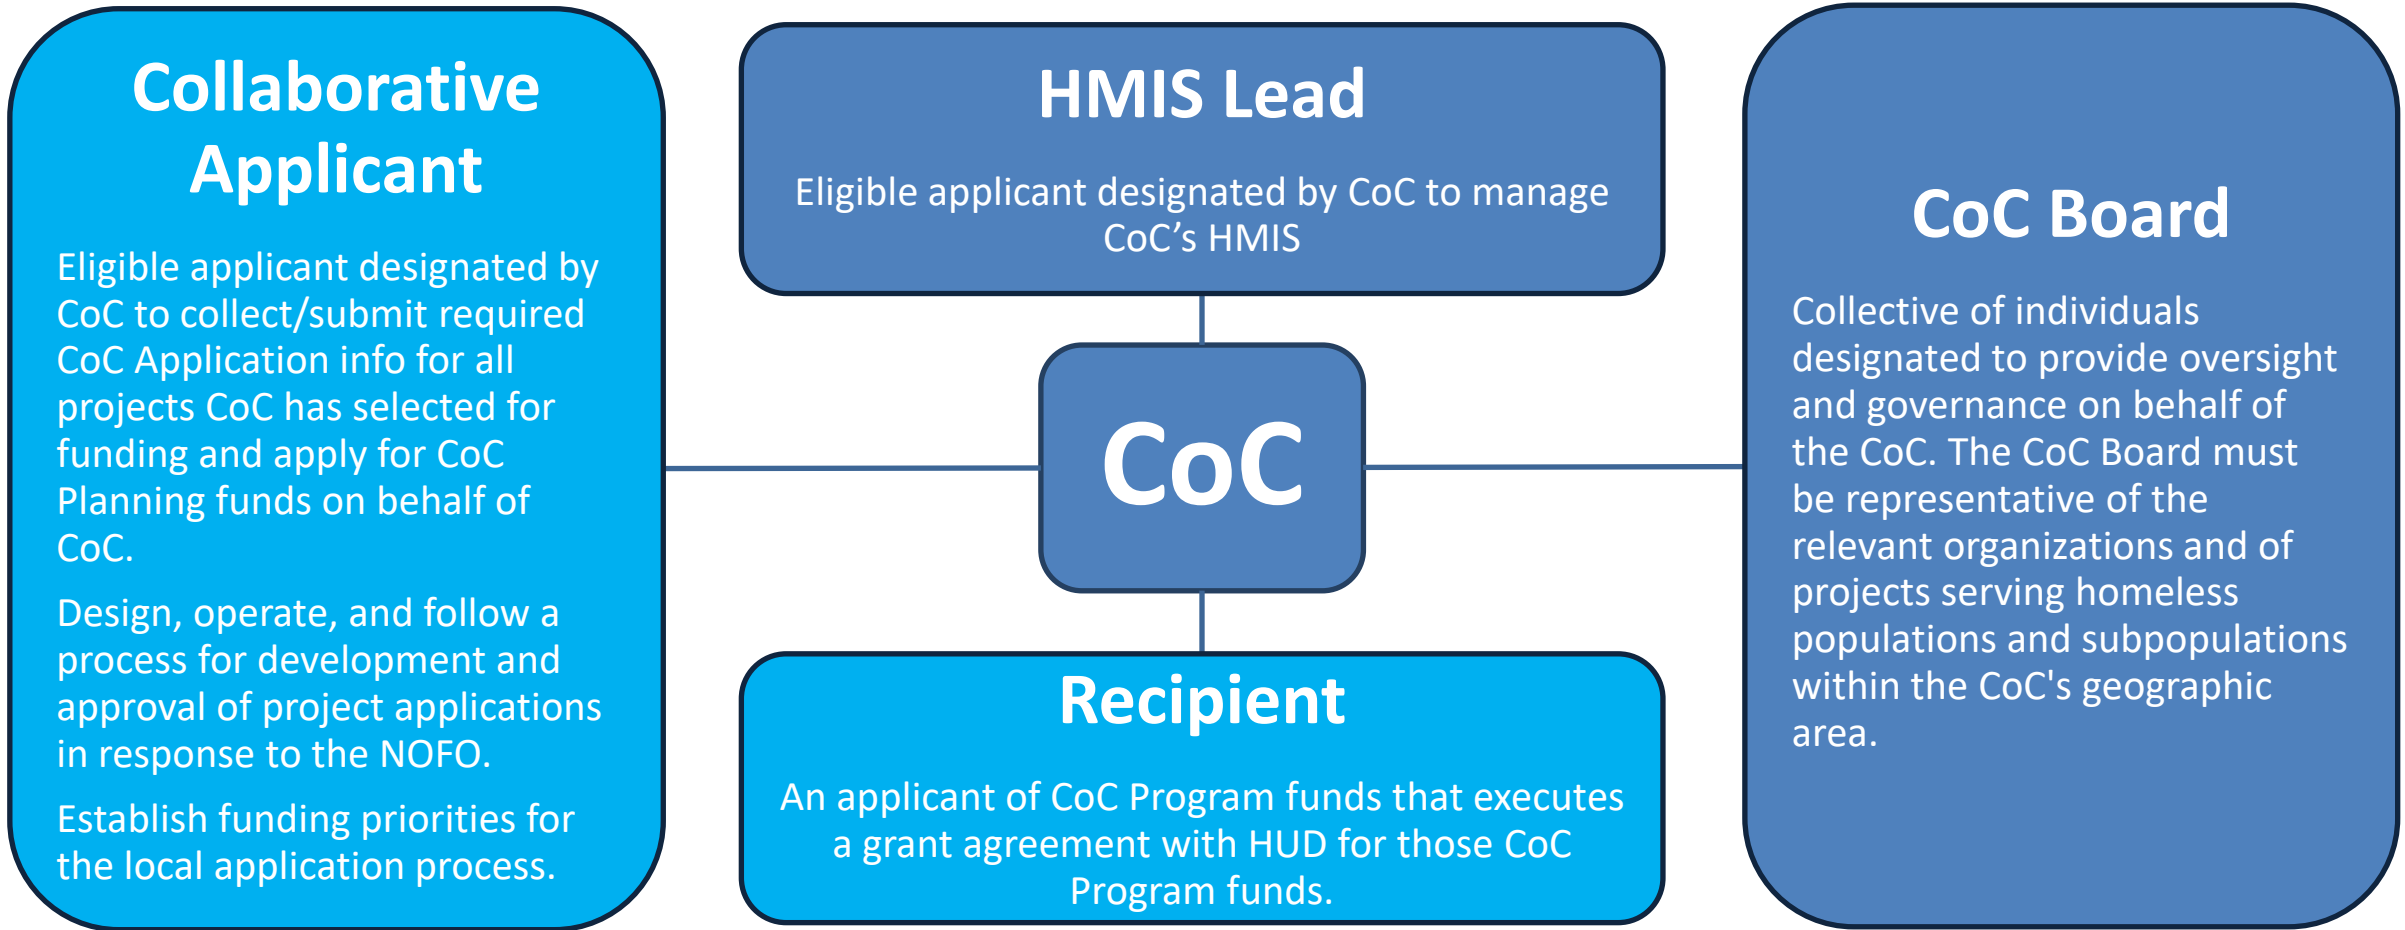 Collaborative
Applicant
Eligible applicant designated by
CoC to collect/submit required
CoC Application info for all
projects CoC has selected for
funding and apply for CoC
Planning funds on behalf of
CoC.
Design, operate, and follow a
process for development and
approval of project applications
in response to the NOFO.
Establish funding priorities for
the local application process.
HMIS Lead
Eligible applicant designated by CoC to manage
CoC’s HMIS
CoC
Recipient
An applicant of CoC Program funds that executes
a grant agreement with HUD for those CoC
Program funds.
CoC Board
Collective of individuals
designated to provide oversight
and governance on behalf of
the CoC. The CoC Board must
be representative of the
relevant organizations and of
projects serving homeless
populations and subpopulations
within the CoC's geographic
area.